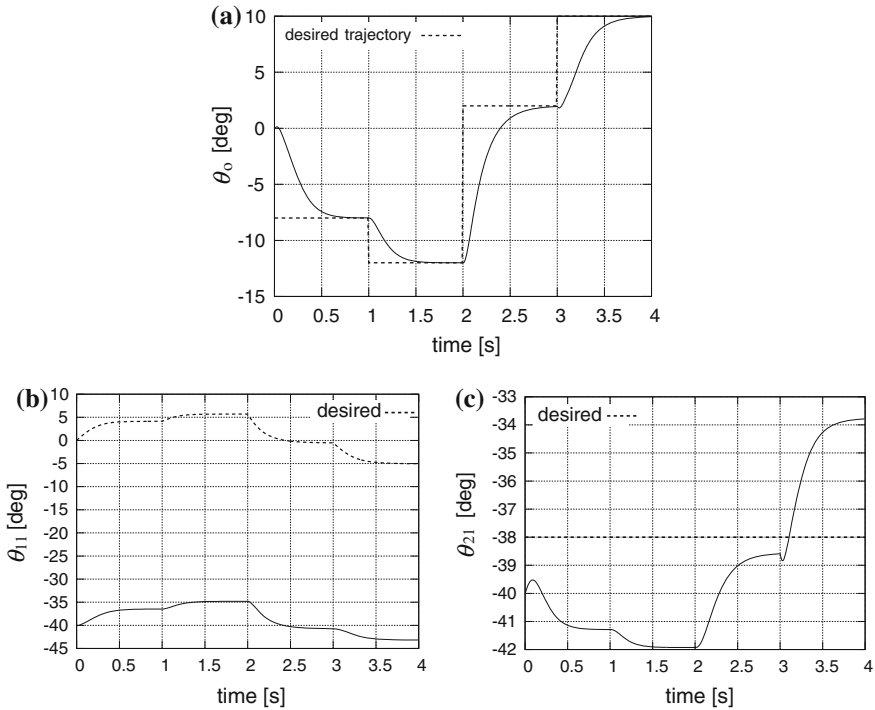 (a)
desired trajectory
10
5
0
-5
-10
-15
θo [deg]
0 0.5 1 1.5 2 2.5 3 3.5 4
time [s]
(b)
desired
10
5
0
-5
-10
-15
-20
-25
-30
-35
-40
-45
θ11 [deg]
0 0.5 1 1.5 2 2.5 3 3.5 4
time [s]
(c)
desired
-33
-34
-35
-36
-37
-38
-39
-40
-41
-42
θ21 [deg]
0 0.5 1 1.5 2 2.5 3 3.5 4
time [s]